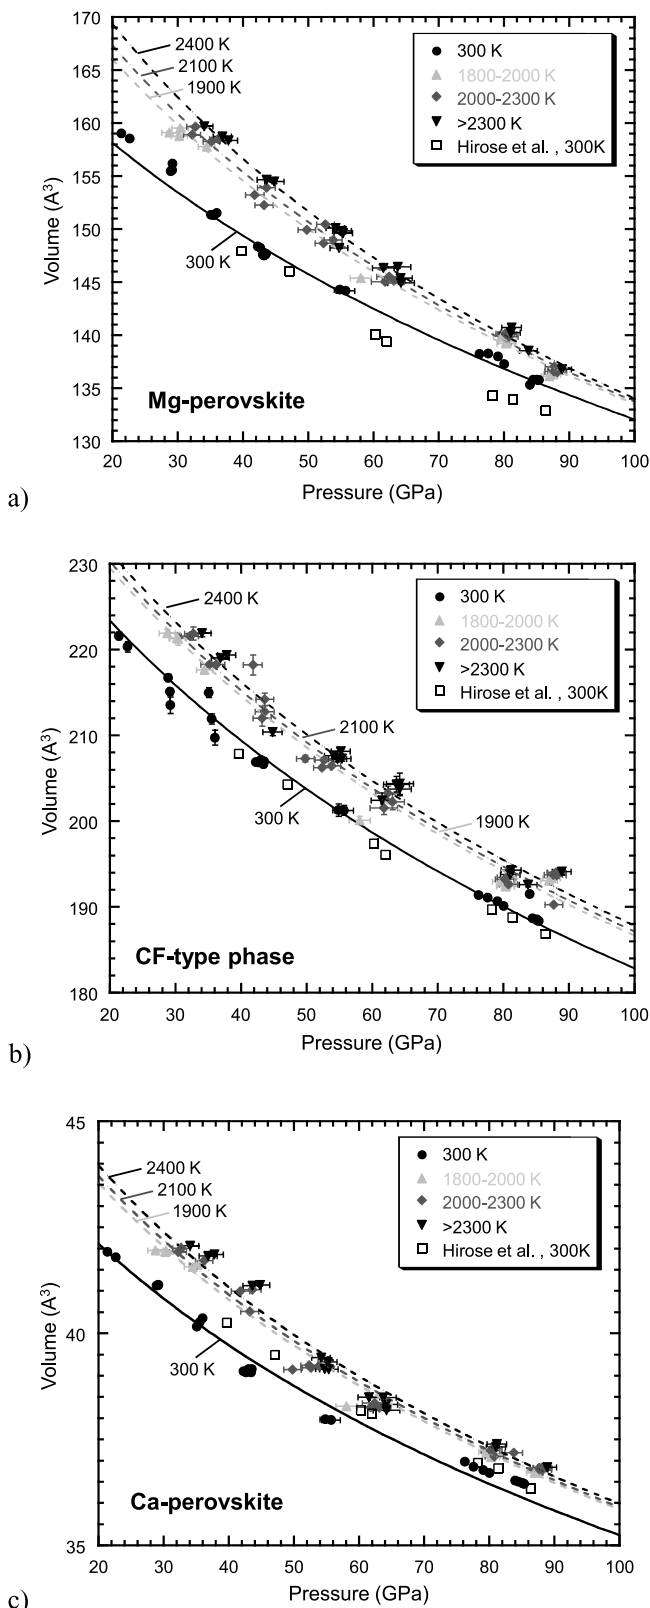 170
2400 K
2100 K
1900 K
300 K
1800-2000 K
2000-2300 K
>2300 K
Hirose et al. , 300K
165
160
155
150
145
140
135
130
Volume (A³)
300 K
Mg-perovskite
20 30 40 50 60 70 80 90 100
Pressure (GPa)
a)
230
2400 K
300 K
1800-2000 K
2000-2300 K
>2300 K
Hirose et al. , 300K
220
210
200
190
180
Volume (A³)
2100 K
300 K
1900 K
CF-type phase
20 30 40 50 60 70 80 90 100
Pressure (GPa)
b)
45
2400 K
2100 K
1900 K
300 K
1800-2000 K
2000-2300 K
>2300 K
Hirose et al. , 300K
40
35
Volume (A³)
300 K
Ca-perovskite
20 30 40 50 60 70 80 90 100
Pressure (GPa)
c)